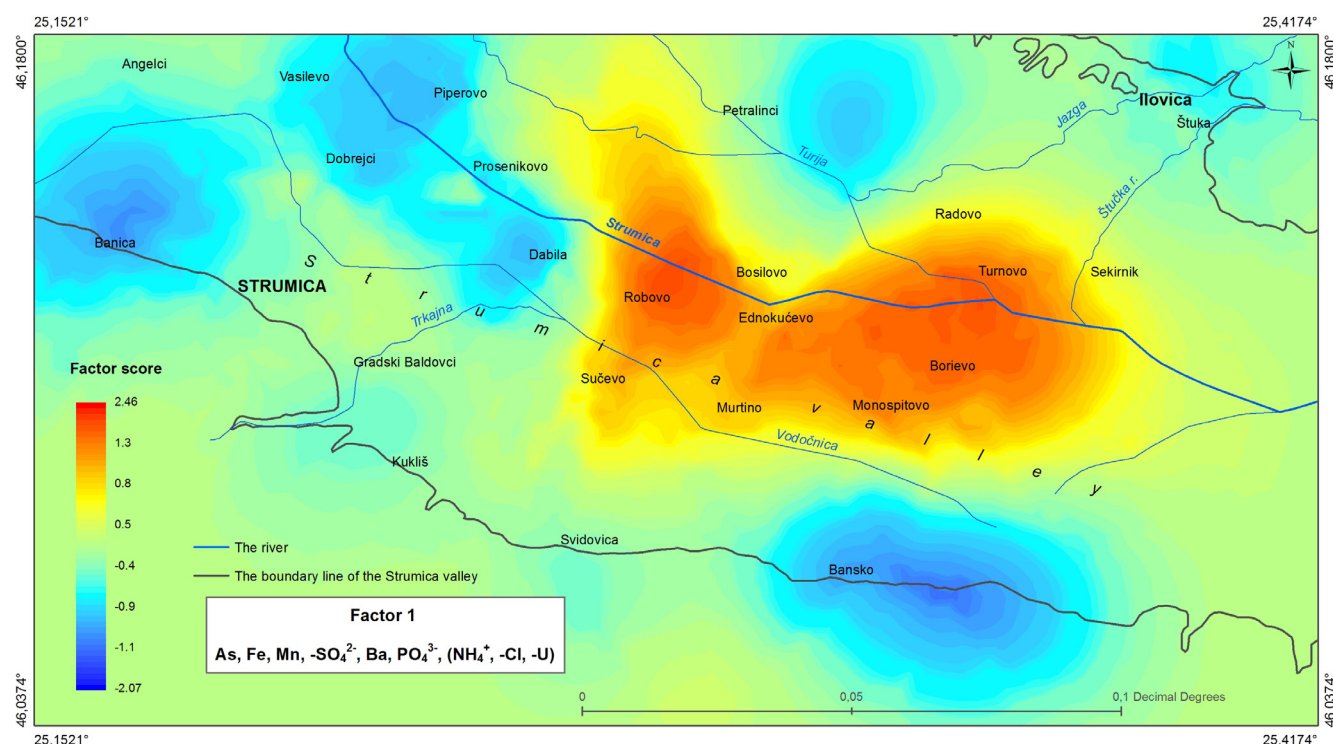 25,1521°
25,4174°
46,1800°
46,1800°
N
Angelci
Vasilevo
Piperovo
Petralinci
Jazga
Ilovica
Štuka
Dobrejci
Prosenikovo
Turija
Štučka r.
Radovo
Banica
Strumica
Dabila
Bosilovo
Turnovo
Sekirnik
STRUMICA
Robovo
Trkajna
Ednokućevo
Strumica valley
Gradski Baldovci
Sučevo
Borievo
Murtino
Monospitovo
Vodočnica
Kukliš
Svidovica
Bansko
Factor score
2.46
1.3
0.8
0.5
-0.4
-0.9
-1.1
-2.07
The river
The boundary line of the Strumica valley
Factor 1
As, Fe, Mn, -SO₄²⁻, Ba, PO₄³⁻, (NH₄⁺, -Cl, -U)
0
0,05
0,1 Decimal Degrees
46,0374°
46,0374°
25,1521°
25,4174°